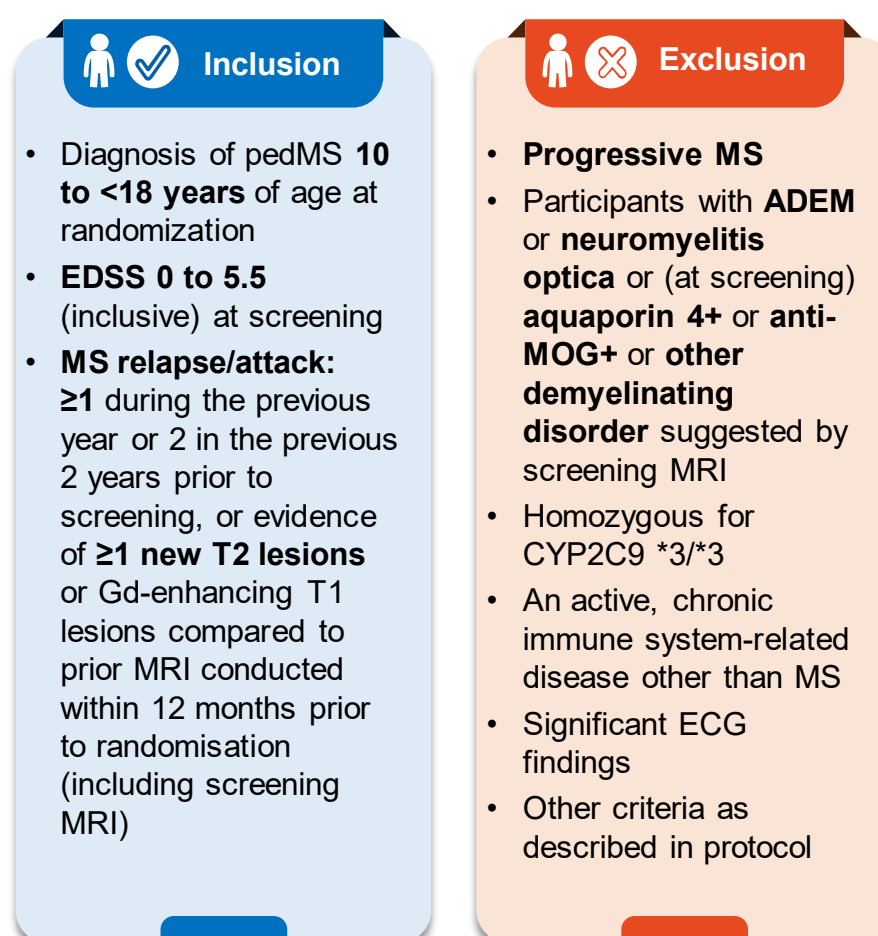 Inclusion
• Diagnosis of pedMS 10
to <18 years of age at
randomization
• EDSS 0 to 5.5
(inclusive) at screening
• MS relapse/attack:
≥1 during the previous
year or 2 in the previous
2 years prior to
screening, or evidence
of ≥1 new T2 lesions
or Gd-enhancing T1
lesions compared to
prior MRI conducted
within 12 months prior
to randomisation
(including screening
MRI)
Exclusion
• Progressive MS
• Participants with ADEM
or neuromyelitis
optica or (at screening)
aquaporin 4+ or anti-
MOG+ or other
demyelinating
disorder suggested by
screening MRI
• Homozygous for
CYP2C9 *3/*3
• An active, chronic
immune system-related
disease other than MS
• Significant ECG
findings
• Other criteria as
described in protocol